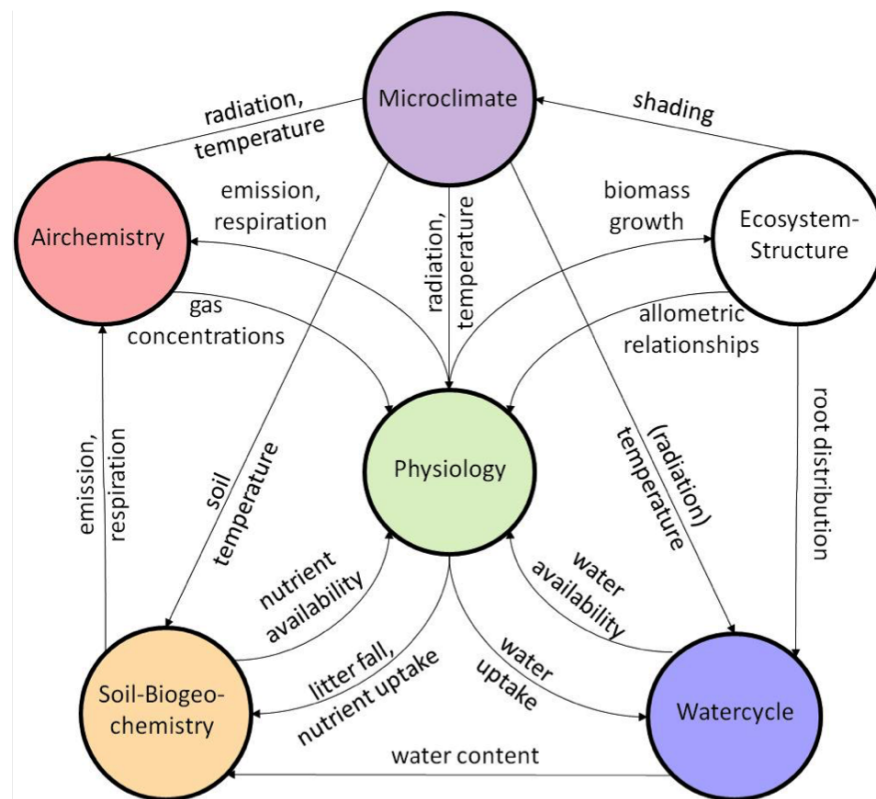 Microclimate
radiation,
temperature
shading
emission,
respiration
biomass
growth
Airchemistry
Ecosystem-
Structure
radiation,
temperature
gas
concentrations
allometric
relationships
emission,
respiration
soil
temperature
Physiology
(radiation)
temperature
root distribution
nutrient
availability
water
availability
litter fall,
nutrient uptake
water
uptake
Soil-Biogeo-
chemistry
Watercycle
water content